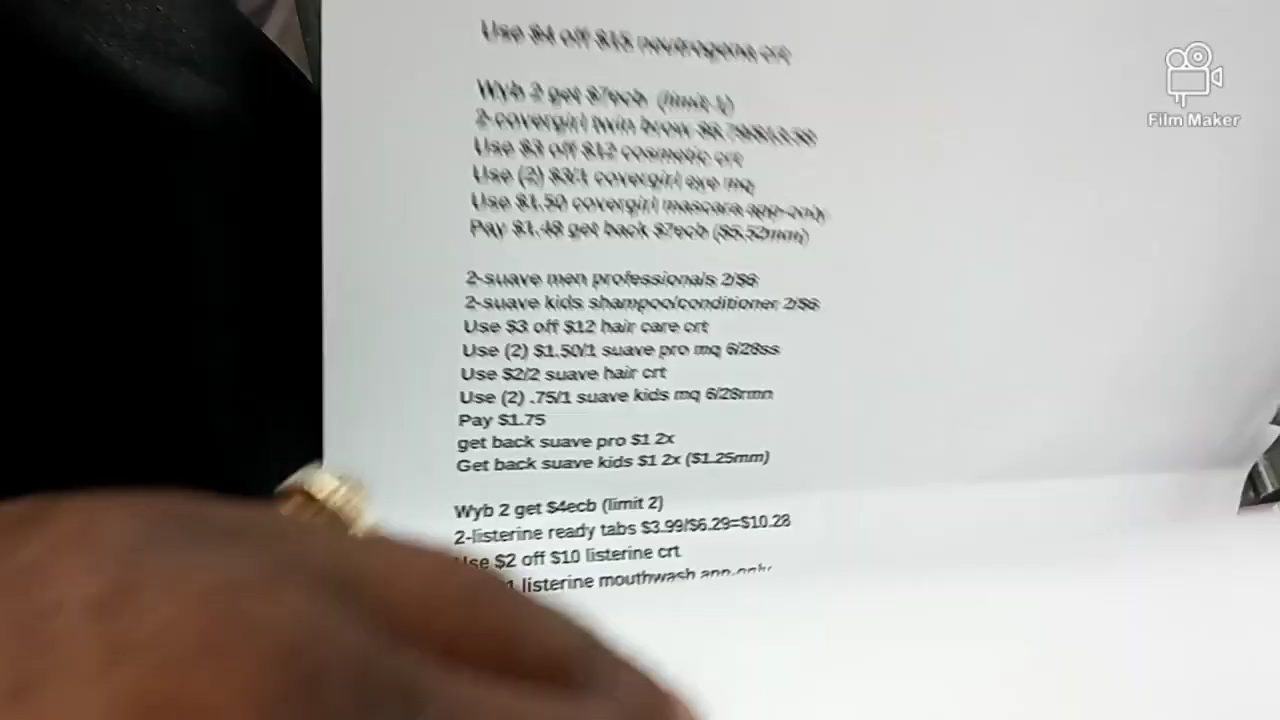 Use $4 off $15 neutrogena crt
Wyb 2 get $7ecb (limit 1)
2-covergirl twin brow
Use $3 off $12 cosmetic crt
Use (2) $3/1 covergirl eye mq
Use $1.50 covergirl mascara app-only
Pay $1.48 get back $7ecb ($5.52mm)
2-suave men professionals 2/$6
2-suave kids shampoo/conditioner 2/$6
Use $3 off $12 hair care crt
Use (2) $1.50/1 suave pro mq 6/28ss
Use $2/2 suave hair crt
Use (2) .75/1 suave kids mq 6/28rmn
Pay $1.75
get back suave pro $1 2x
Get back suave kids $1 2x ($1.25mm)
Wyb 2 get $4ecb (limit 2)
2-listerine ready tabs $3.99/$6.29=$10.28
Use $2 off $10 listerine crt
listerine mouthwash app-only
Film Maker